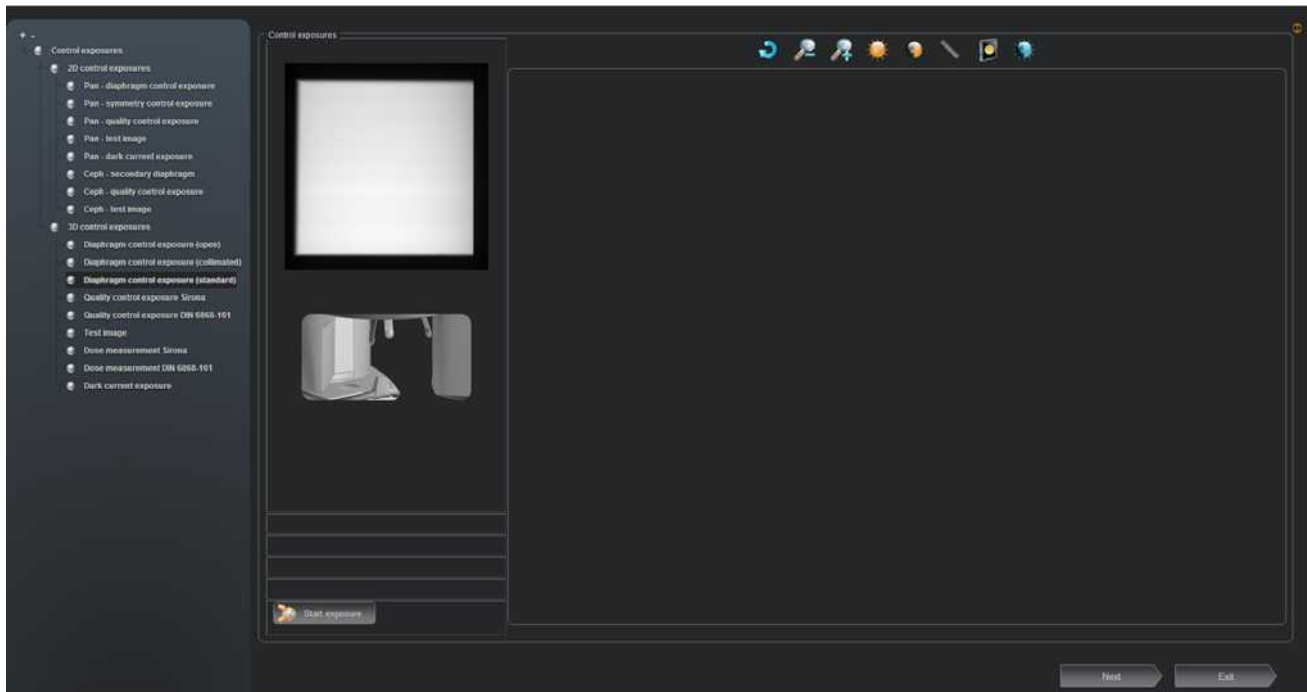 + -
Control exposures
2D control exposures
Pan - diaphragm control exposure
Pan - symmetry control exposure
Pan - quality control exposure
Pan - test image
Pan - dark current exposure
Ceph - secondary diaphragm
Ceph - quality control exposure
Ceph - test image
3D control exposures
Diaphragm control exposure (open)
Diaphragm control exposure (collimated)
Diaphragm control exposure (standard)
Quality control exposure Sirona
Quality control exposure DIN 6868-161
Test image
Dose measurement Sirona
Dose measurement DIN 6868-161
Dark current exposure
Control exposures
Start exposure
Next
Exit